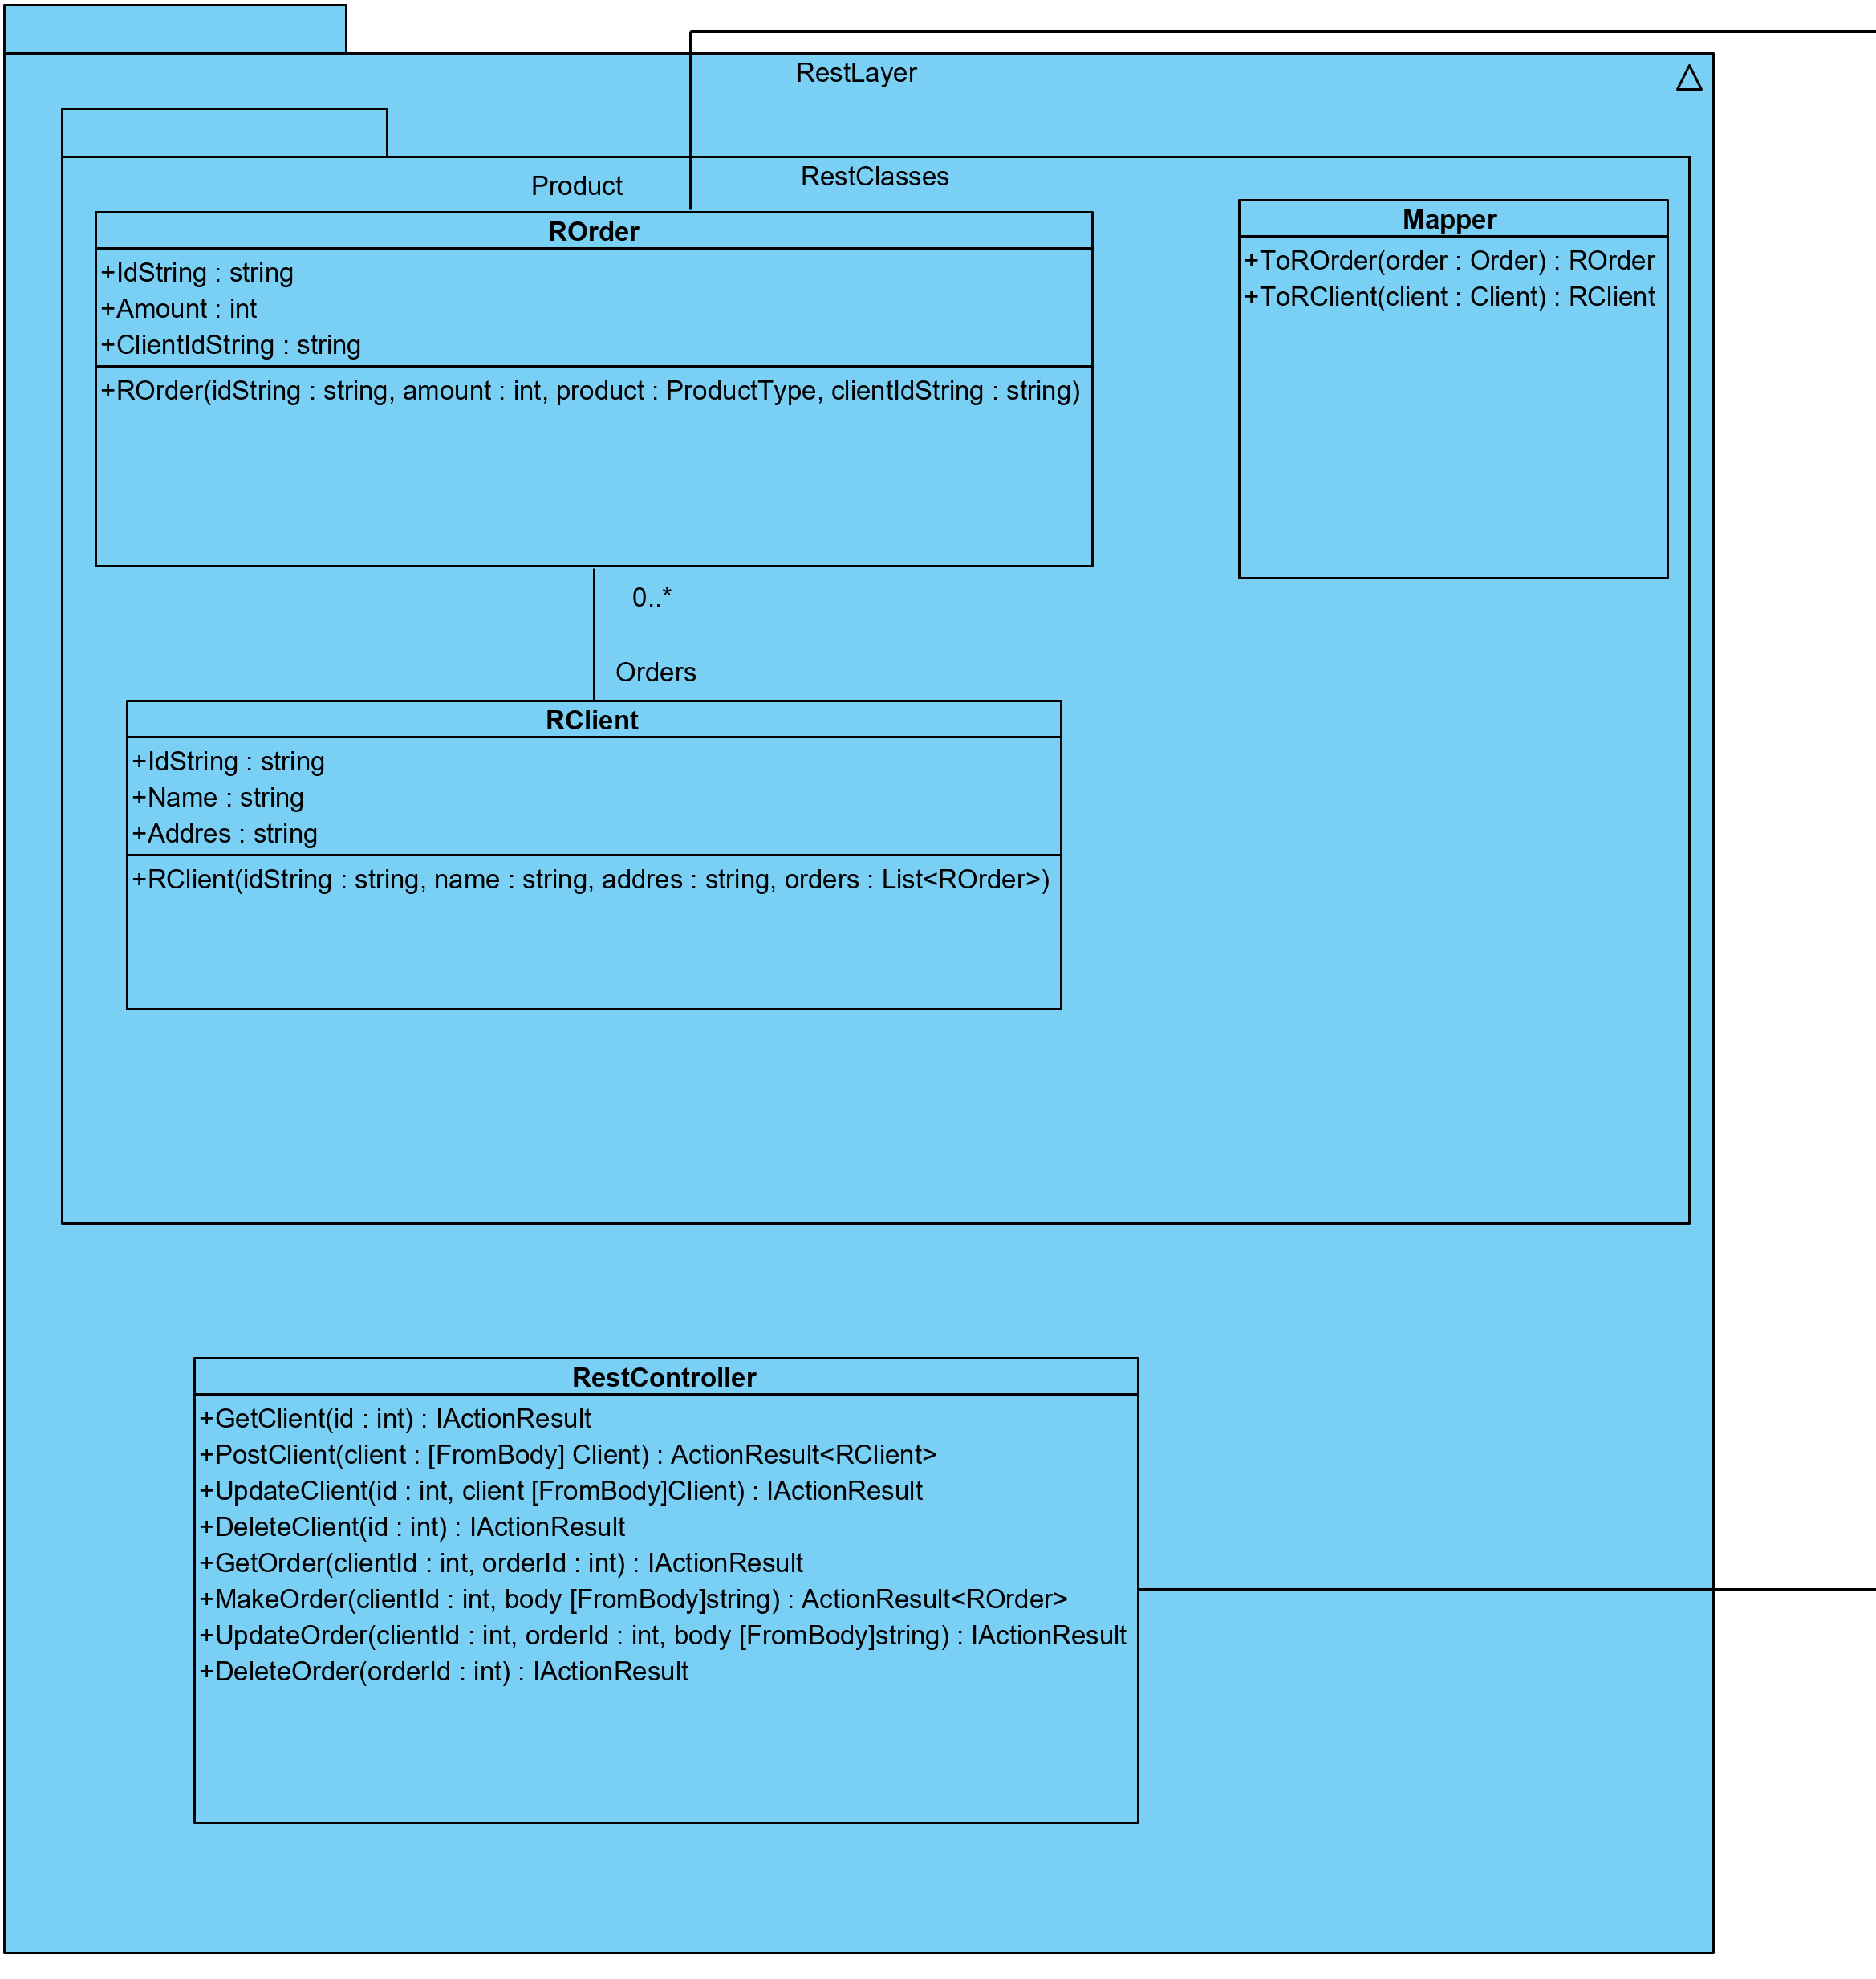 RestLayer
RestClasses
Product
ROrder
+IdString : string
+Amount : int
+ClientIdString : string
+ROrder(idString : string, amount : int, product : ProductType, clientIdString : string)
Mapper
+ToROrder(order : Order) : ROrder
+ToRClient(client : Client) : RClient
0..*
Orders
RClient
+IdString : string
+Name : string
+Addres : string
+RClient(idString : string, name : string, addres : string, orders : List<ROrder>)
RestController
+GetClient(id : int) : IActionResult
+PostClient(client : [FromBody] Client) : ActionResult<RClient>
+UpdateClient(id : int, client [FromBody]Client) : IActionResult
+DeleteClient(id : int) : IActionResult
+GetOrder(clientId : int, orderId : int) : IActionResult
+MakeOrder(clientId : int, body [FromBody]string) : ActionResult<ROrder>
+UpdateOrder(clientId : int, orderId : int, body [FromBody]string) : IActionResult
+DeleteOrder(orderId : int) : IActionResult